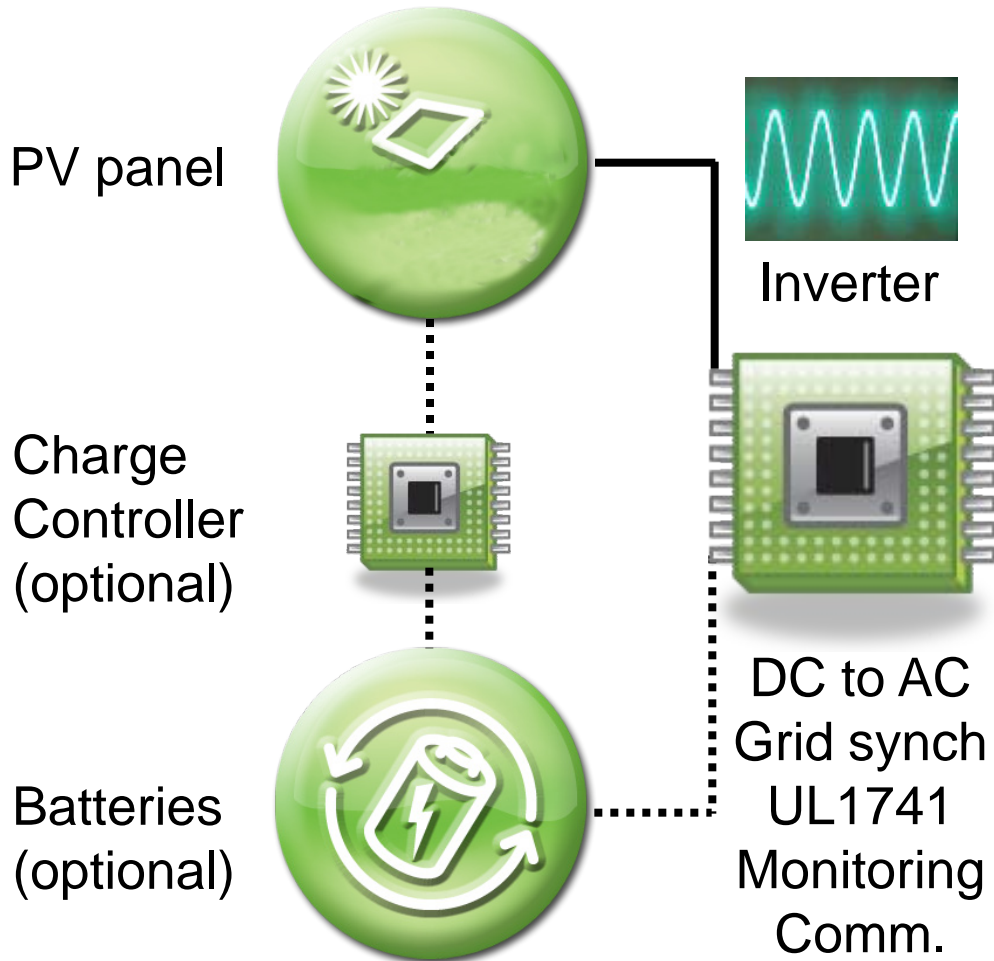 PV panel
Inverter
Charge
Controller
(optional)
DC to AC
Grid synch
UL1741
Monitoring
Comm.
Batteries
(optional)